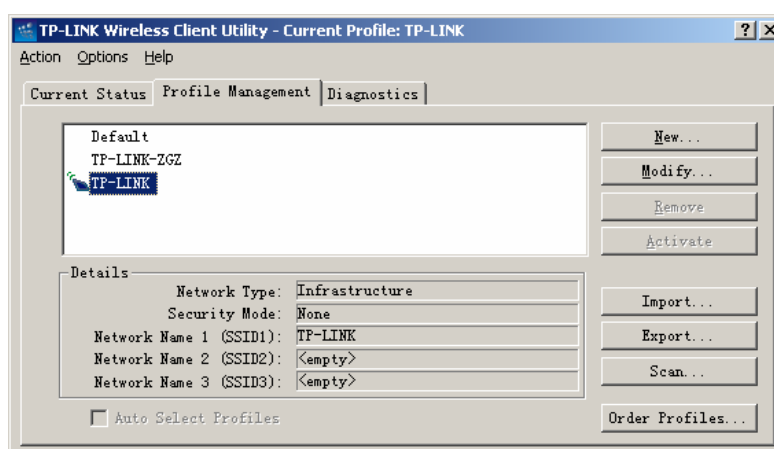 TP-LINK Wireless Client Utility - Current Profile: TP-LINK
Action Options Help
Current Status Profile Management Diagnostics
Default
TP-LINK-ZGZ
TP-LINK
New...
Modify...
Remove
Activate
Details
Network Type: Infrastructure
Security Mode: None
Network Name 1 (SSID1): TP-LINK
Network Name 2 (SSID2): <empty>
Network Name 3 (SSID3): <empty>
Import...
Export...
Scan...
Auto Select Profiles
Order Profiles...